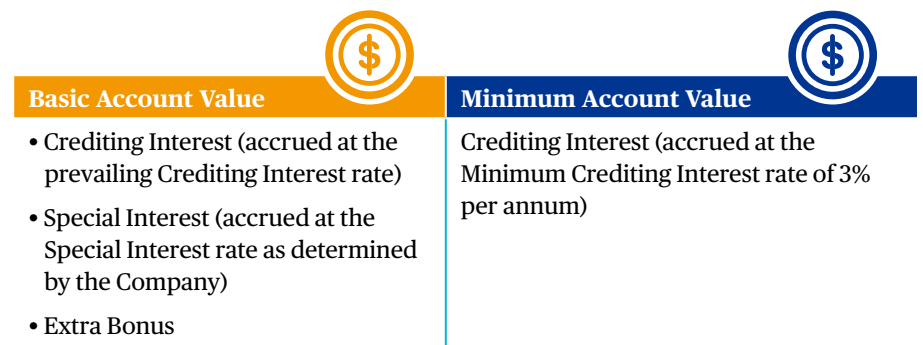 $
$
Basic Account Value
Minimum Account Value
• Crediting Interest (accrued at the
prevailing Crediting Interest rate)
• Special Interest (accrued at the
Special Interest rate as determined
by the Company)
• Extra Bonus
Crediting Interest (accrued at the
Minimum Crediting Interest rate of 3%
per annum)